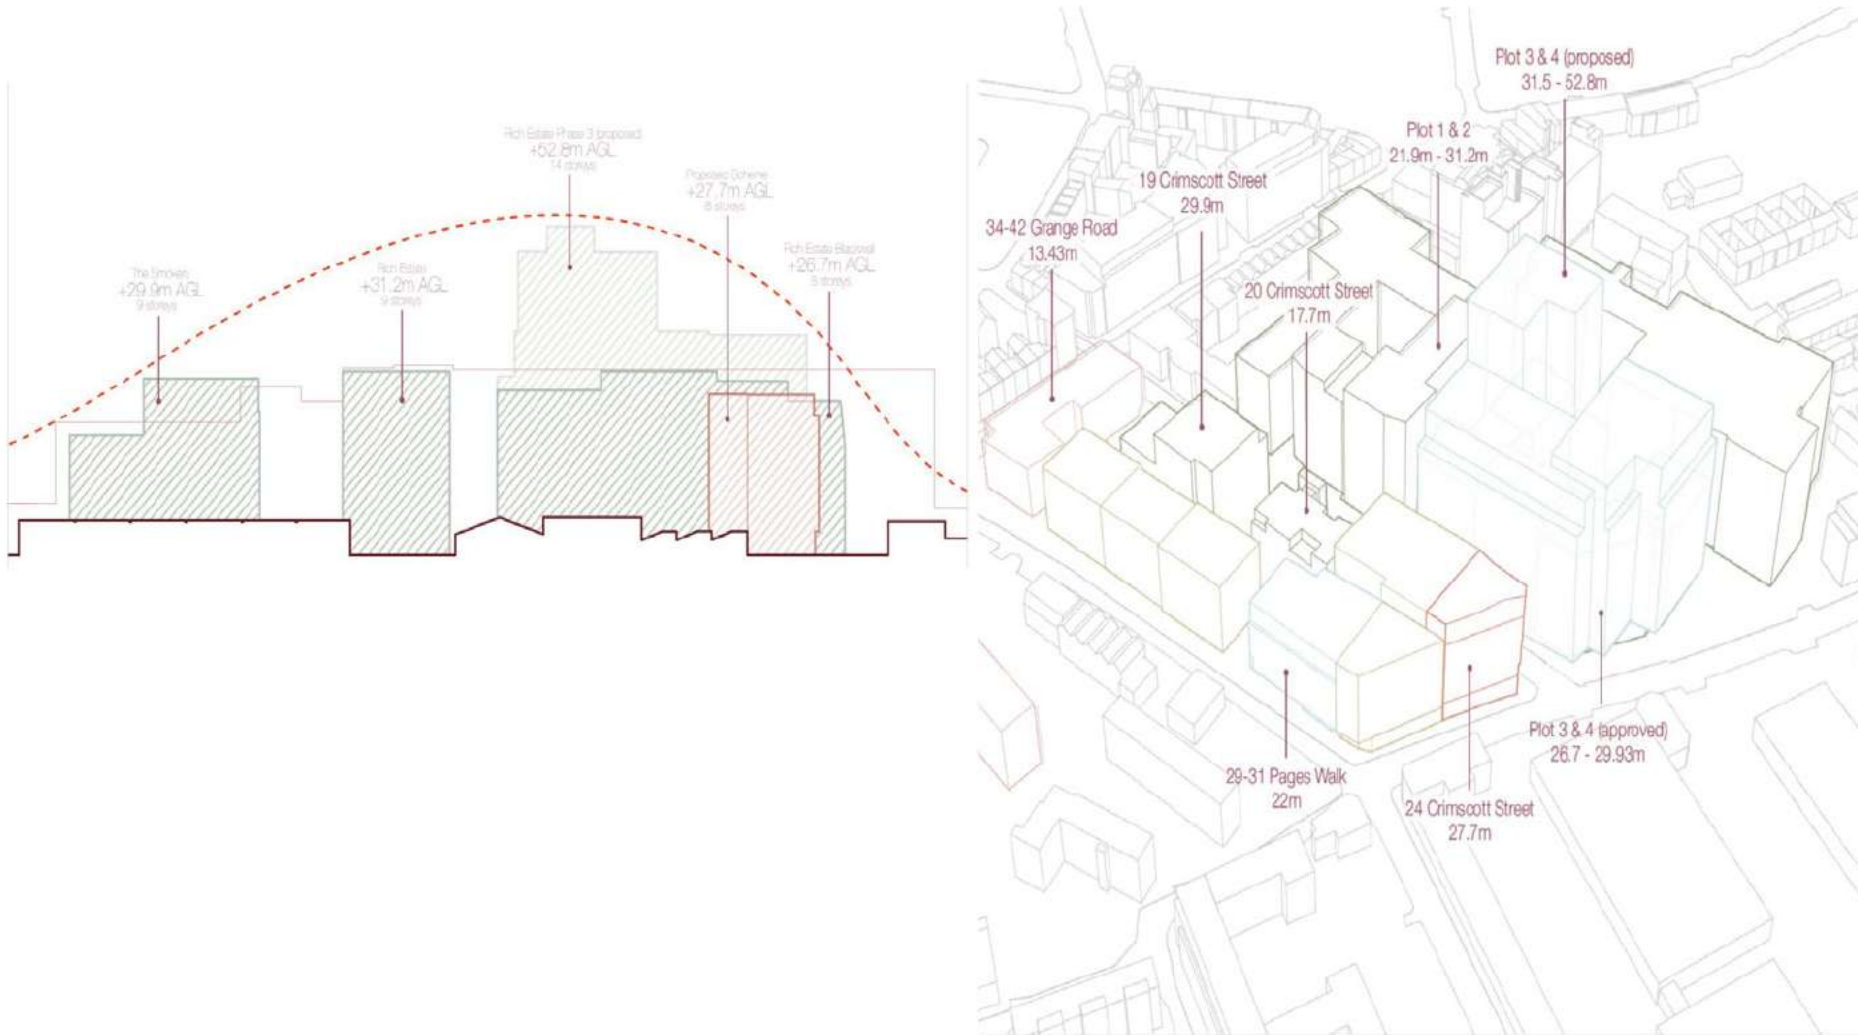 Rich Estate Phase 3 proposed
+52.8m AGL
14 storeys
Proposed Scheme
+27.7m AGL
8 storeys
Rich Estate
+26.7m AGL
8 storeys
The
+29.9m AGL
9 storeys
Rich Estate
+31.2m AGL
9 storeys
Plot 3 & 4 (proposed)
31.5 - 52.8m
Plot 1 & 2
21.9m - 31.2m
19 Crimscott Street
29.9m
34-42 Grange Road
13.43m
20 Crimscott Street
17.7m
Plot 3 & 4 (approved)
26.7 - 29.93m
29-31 Pages Walk
22m
24 Crimscott Street
27.7m